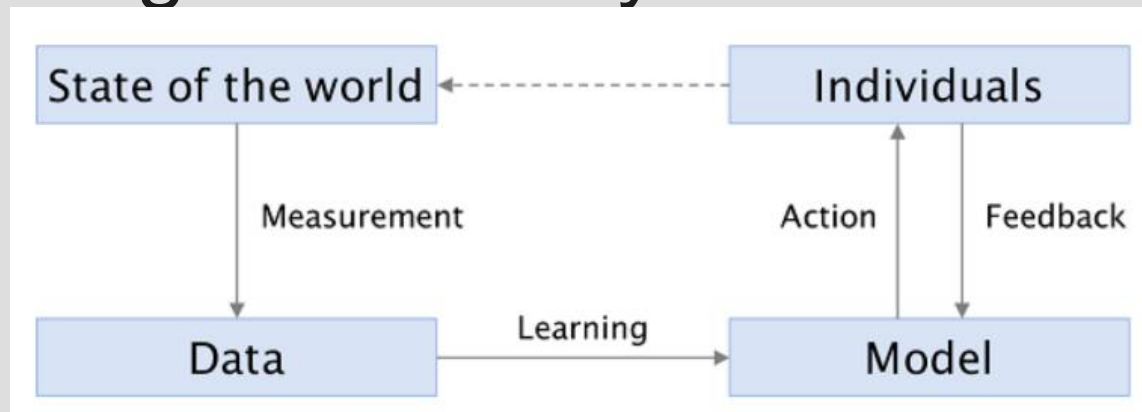 State of the world
Individuals
Measurement
Action
Feedback
Learning
Data
Model